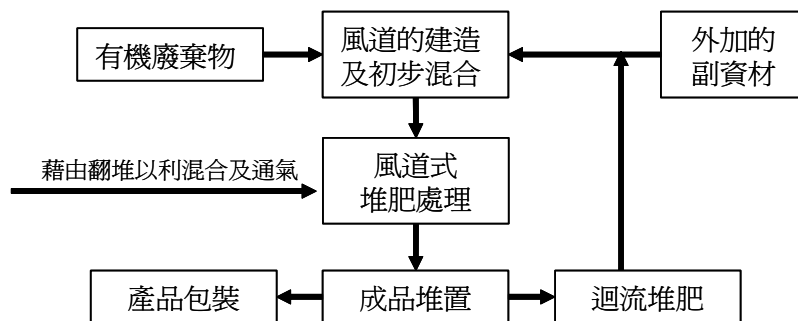 有機廢棄物
風道的建造
及初步混合
外加的
副資材
藉由翻堆以利混合及通氣
風道式
堆肥處理
產品包裝
成品堆置
迴流堆肥